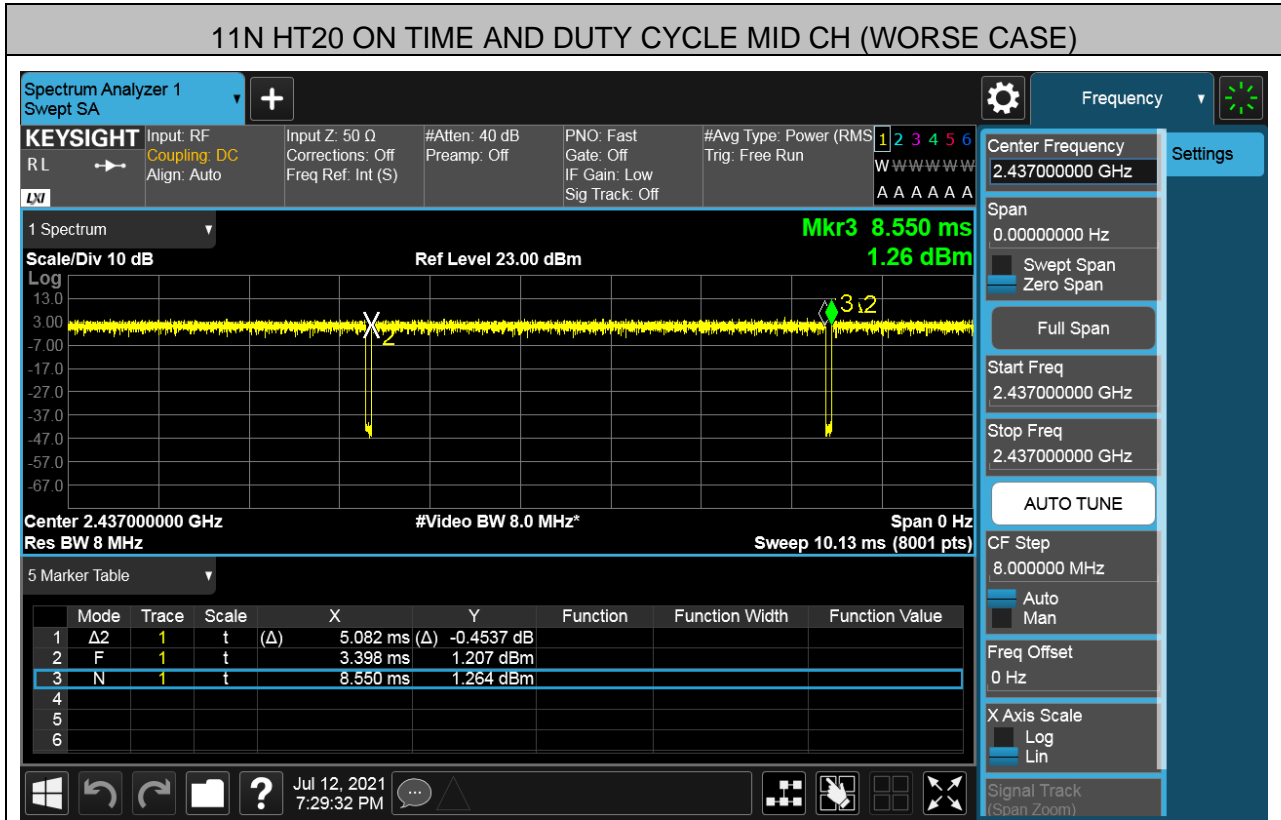 11N HT20 ON TIME AND DUTY CYCLE MID CH (WORSE CASE)
Spectrum Analyzer 1
Swept SA
+
Frequency
KEYSIGHT
RL
LXI
Input: RF
Coupling: DC
Align: Auto
Input Z: 50 Ω
Corrections: Off
Freq Ref: Int (S)
#Atten: 40 dB
Preamp: Off
PNO: Fast
Gate: Off
IF Gain: Low
Sig Track: Off
#Avg Type: Power (RMS
Trig: Free Run
1 2 3 4 5 6
W W W W W W
A A A A A A
1 Spectrum
Scale/Div 10 dB
Ref Level 23.00 dBm
Mkr3 8.550 ms
1.26 dBm
Log
13.0
3.00
-7.00
-17.0
-27.0
-37.0
-47.0
-57.0
-67.0
X
2
3
2
Center 2.437000000 GHz
#Video BW 8.0 MHz*
Span 0 Hz
Res BW 8 MHz
Sweep 10.13 ms (8001 pts)
5 Marker Table
Mode Trace Scale X Y Function Function Width Function Value
1 Δ2 1 t (Δ) 5.082 ms (Δ) -0.4537 dB
2 F 1 t 3.398 ms 1.207 dBm
3 N 1 t 8.550 ms 1.264 dBm
4
5
6
?
Jul 12, 2021
7:29:32 PM
Center Frequency
2.437000000 GHz
Settings
Span
0.00000000 Hz
Swept Span
Zero Span
Full Span
Start Freq
2.437000000 GHz
Stop Freq
2.437000000 GHz
AUTO TUNE
CF Step
8.000000 MHz
Auto
Man
Freq Offset
0 Hz
X Axis Scale
Log
Lin
Signal Track
(Span Zoom)